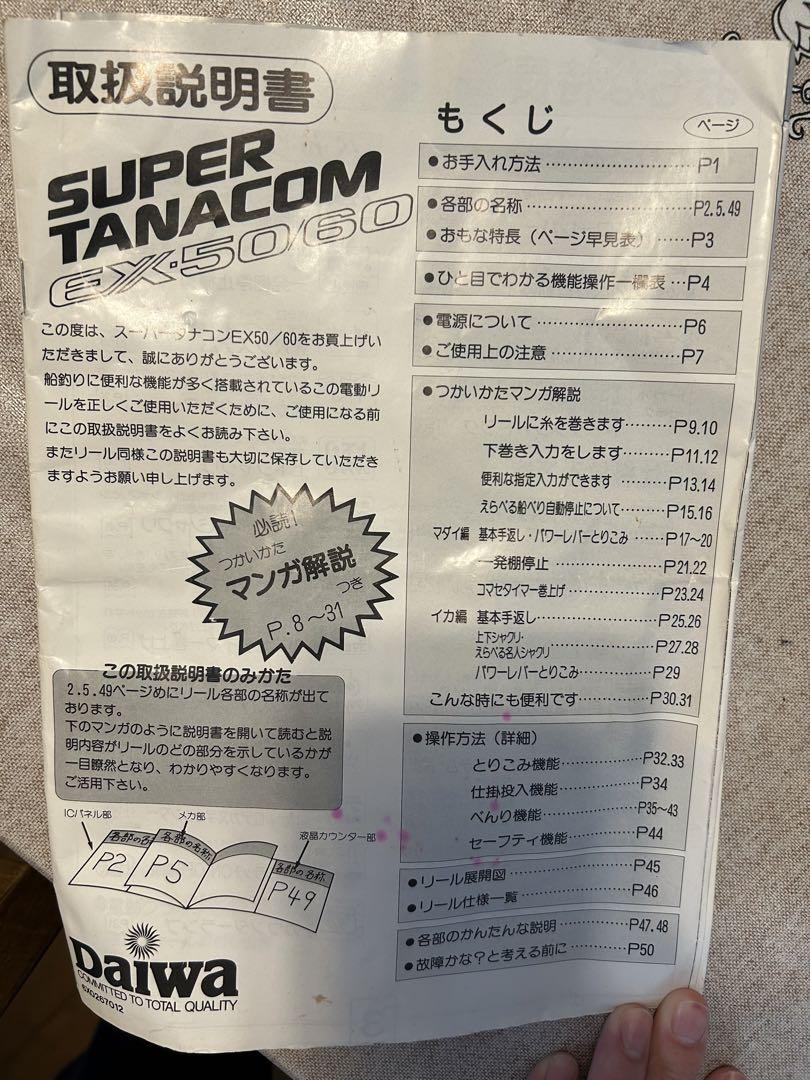 取扱説明書
SUPER
TANACOM
EX・50/60
この度は、スーパータナコンEX50／60をお買上げい
ただきまして、誠にありがとうございます。
船釣りに便利な機能が多く搭載されているこの電動リ
ールを正しくご使用いただくために、ご使用になる前
にこの取扱説明書をよくお読み下さい。
またリール同様この説明書も大切に保存していただき
ますようお願い申し上げます。
必読！
つかいかた
マンガ解説
つき
P.8〜31
この取扱説明書のみかた
2.5.49ページめにリール各部の名称が出て
おります。
下のマンガのように説明書を開いて読むと説
明内容がリールのどの部分を示しているかが
一目瞭然となり、わかりやすくなります。
ご活用下さい。
ICパネル部
メカ部
液晶カウンター部
各部の名
P2
各部の名称
P5
各部の名称
P49
Daiwa
COMMITTED TO TOTAL QUALITY
6X0267012
もくじ
ページ
●お手入れ方法……………………P1
●各部の名称……………………P2.5.49
●おもな特長（ページ早見表）……P3
●ひと目でわかる機能操作一欄表…P4
●電源について……………………P6
●ご使用上の注意…………………P7
●つかいかたマンガ解説
リールに糸を巻きます………P9.10
下巻き入力をします…………P11.12
便利な指定入力ができます………P13.14
えらべる船べり自動停止について………P15.16
マダイ編 基本手返し・パワーレバーとりこみ……P17〜20
一発棚停止……………………P21.22
コマセタイマー巻上げ……………P23.24
イカ編 基本手返し……………………P25.26
上下シャクリ・
えらべる名人シャクリ……………P27.28
パワーレバーとりこみ……………P29
こんな時にも便利です…………P30.31
●操作方法（詳細）
とりこみ機能……………P32.33
仕掛投入機能……………P34
べんり機能………………P35〜43
セーフティ機能…………P44
●リール展開図……………………P45
●リール仕様一覧…………………P46
●各部のかんたんな説明…………P47.48
●故障かな？と考える前に………P50